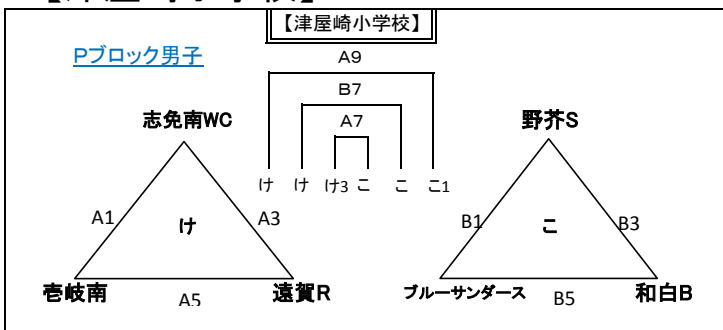 【津屋崎小学校】
Pブロック男子
A9
B7
A7
志免南WC
野芥S
け け け3 こ こ こ1
A1
け
A3
B1
こ
B3
壱岐南
A5
遠賀R
ブルーサンダース
B5
和白B